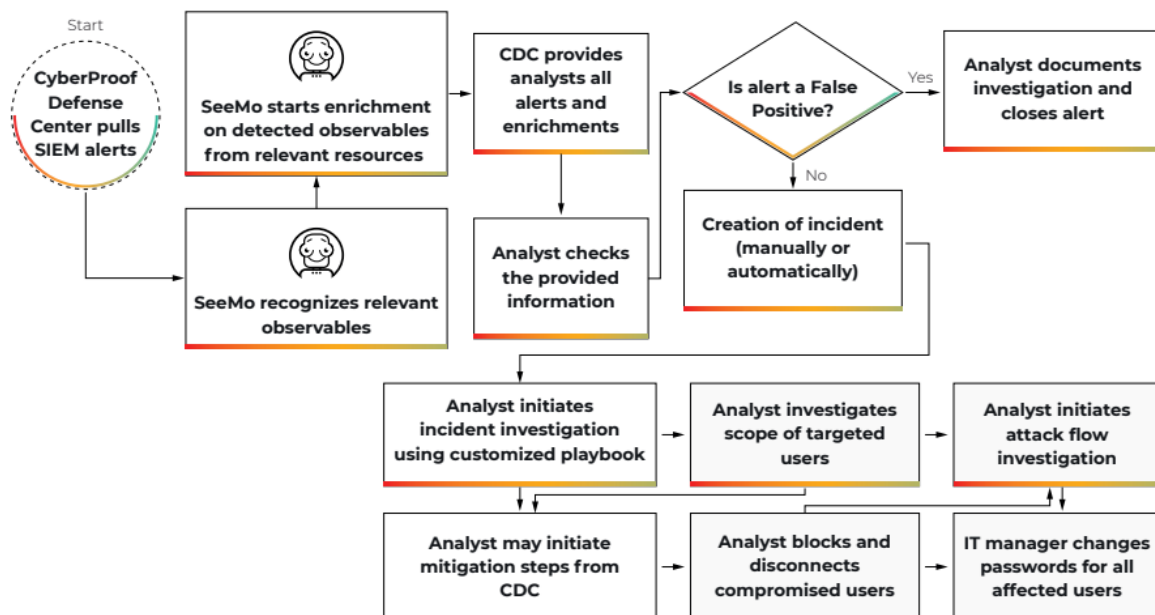 Start
CyberProof
Defense
Center pulls
SIEM alerts
SeeMo starts enrichment
on detected observables
from relevant resources
SeeMo recognizes relevant
observables
CDC provides
analysts all
alerts and
enrichments
Analyst checks
the provided
information
Is alert a False
Positive?
Yes
Analyst documents
investigation and
closes alert
No
Creation of incident
(manually or
automatically)
Analyst initiates
incident investigation
using customized playbook
Analyst investigates
scope of targeted
users
Analyst initiates
attack flow
investigation
Analyst may initiate
mitigation steps from
CDC
Analyst blocks and
disconnects
compromised users
IT manager changes
passwords for all
affected users